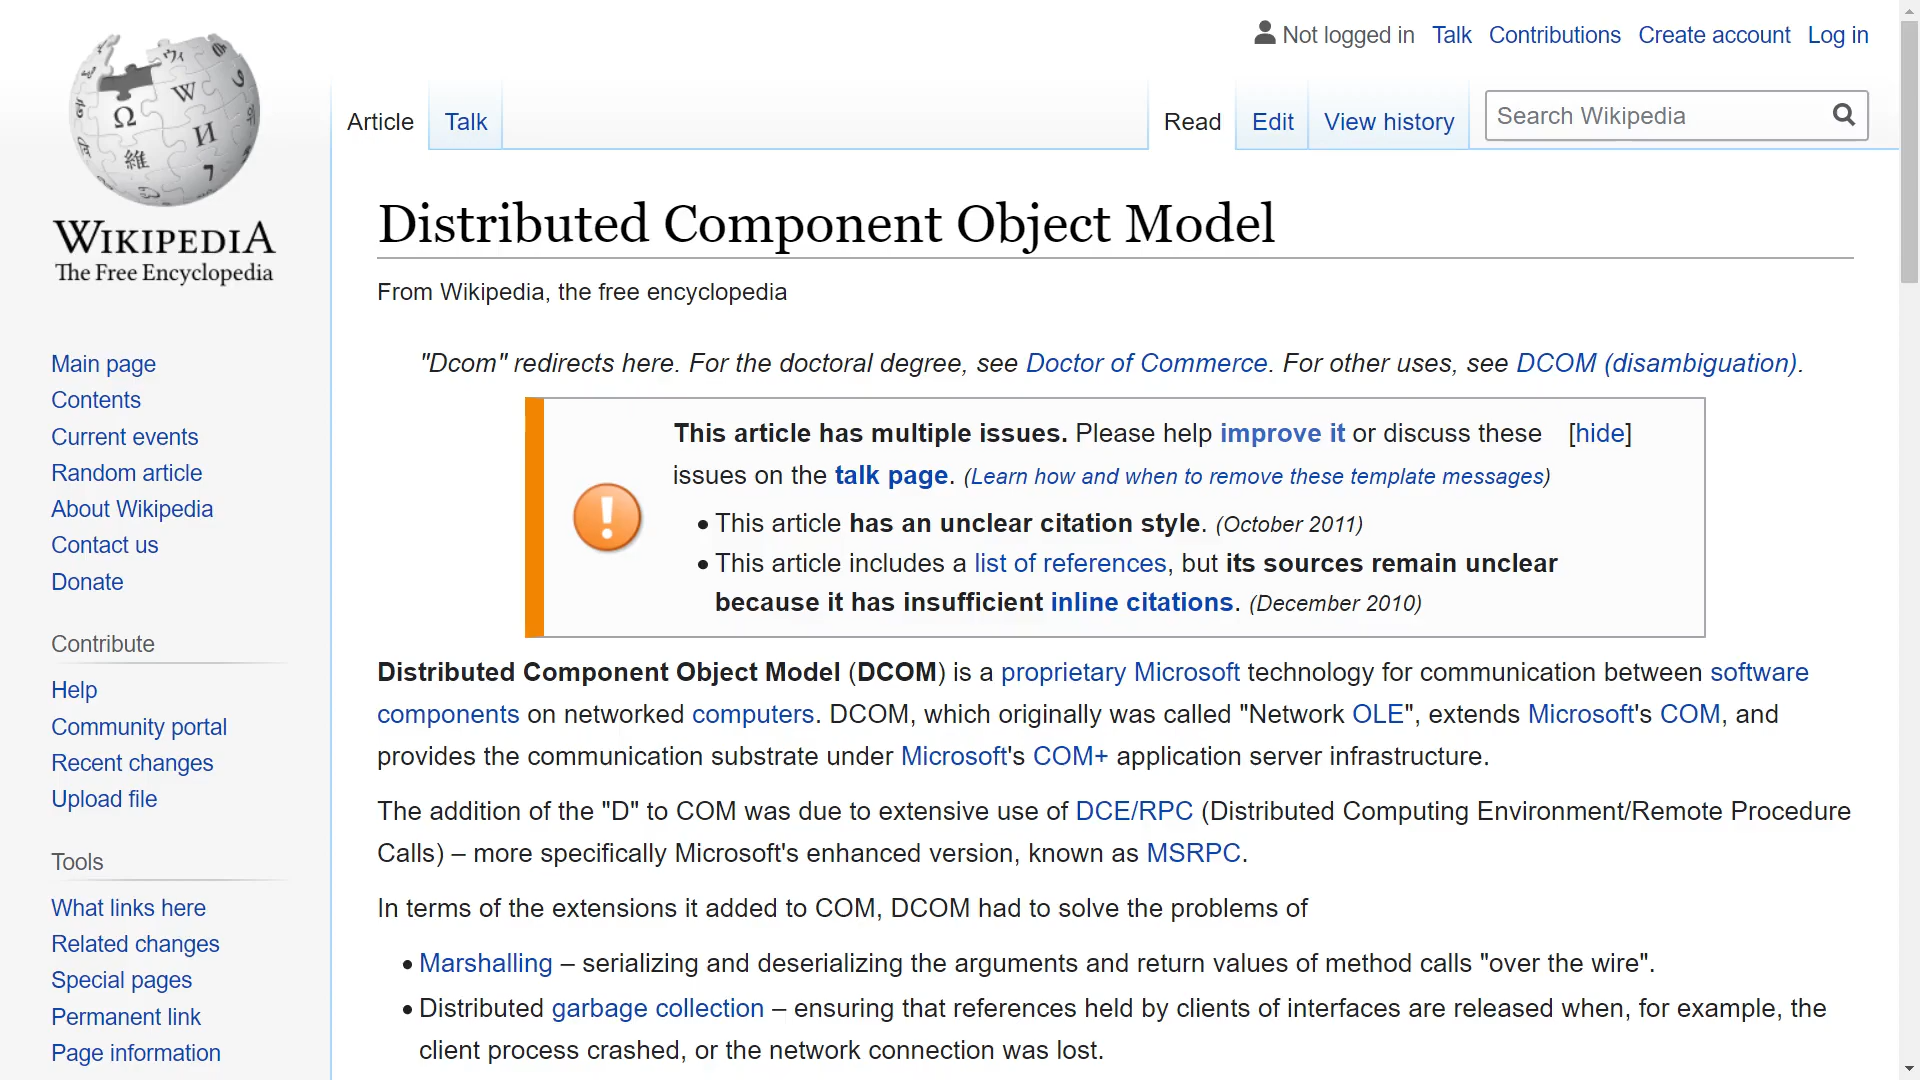 Not logged in Talk Contributions Create account Log in
Article Talk Read Edit View history Search Wikipedia
WIKIPEDIA
The Free Encyclopedia
Main page
Contents
Current events
Random article
About Wikipedia
Contact us
Donate
Contribute
Help
Community portal
Recent changes
Upload file
Tools
What links here
Related changes
Special pages
Permanent link
Page information
Distributed Component Object Model
From Wikipedia, the free encyclopedia
"Dcom" redirects here. For the doctoral degree, see Doctor of Commerce. For other uses, see DCOM (disambiguation).
This article has multiple issues. Please help improve it or discuss these [hide]
issues on the talk page. (Learn how and when to remove these template messages)
• This article has an unclear citation style. (October 2011)
• This article includes a list of references, but its sources remain unclear
because it has insufficient inline citations. (December 2010)
Distributed Component Object Model (DCOM) is a proprietary Microsoft technology for communication between software
components on networked computers. DCOM, which originally was called "Network OLE", extends Microsoft's COM, and
provides the communication substrate under Microsoft's COM+ application server infrastructure.
The addition of the "D" to COM was due to extensive use of DCE/RPC (Distributed Computing Environment/Remote Procedure
Calls) – more specifically Microsoft's enhanced version, known as MSRPC.
In terms of the extensions it added to COM, DCOM had to solve the problems of
• Marshalling – serializing and deserializing the arguments and return values of method calls "over the wire".
• Distributed garbage collection – ensuring that references held by clients of interfaces are released when, for example, the
client process crashed, or the network connection was lost.